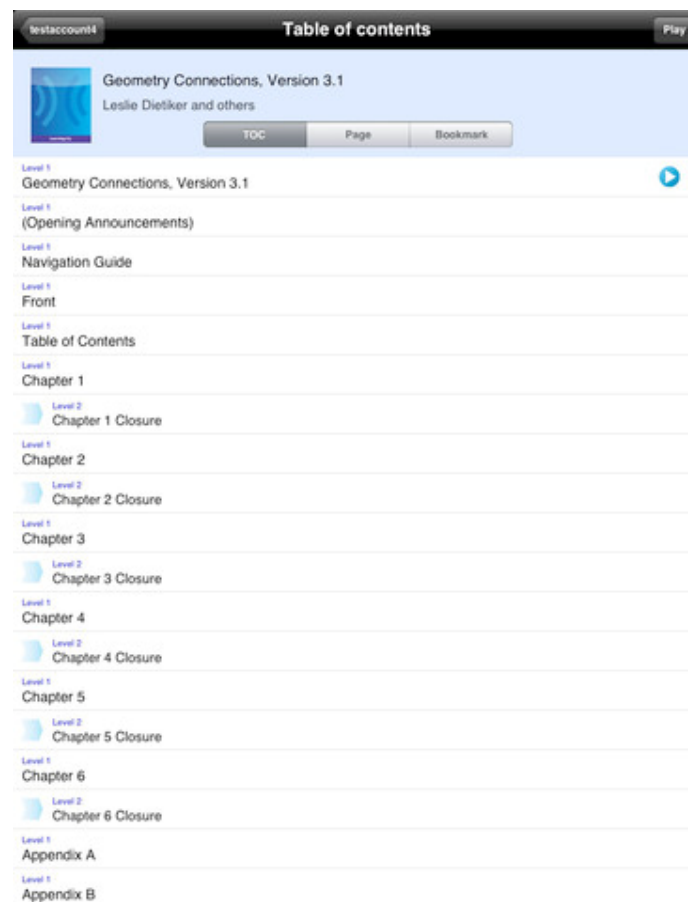 testaccount4
Table of contents
Play
Geometry Connections, Version 3.1
Leslie Dietiker and others
TOC
Page
Bookmark
Level 1
Geometry Connections, Version 3.1
Level 1
(Opening Announcements)
Level 1
Navigation Guide
Level 1
Front
Level 1
Table of Contents
Level 1
Chapter 1
Level 2
Chapter 1 Closure
Level 1
Chapter 2
Level 2
Chapter 2 Closure
Level 1
Chapter 3
Level 2
Chapter 3 Closure
Level 1
Chapter 4
Level 2
Chapter 4 Closure
Level 1
Chapter 5
Level 2
Chapter 5 Closure
Level 1
Chapter 6
Level 2
Chapter 6 Closure
Level 1
Appendix A
Level 1
Appendix B